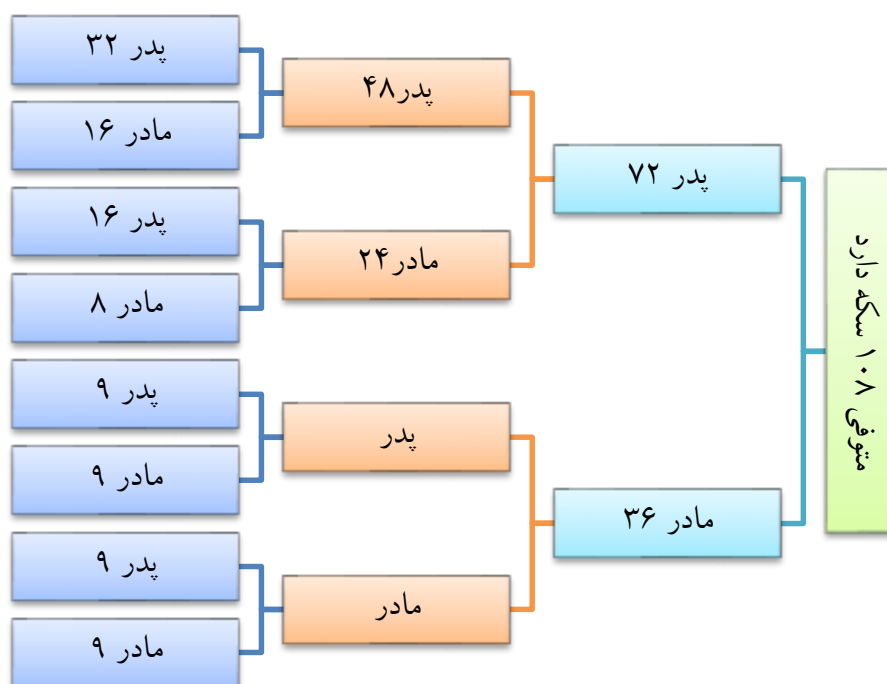 متوفی ۱۰۸ سکه دارد
پدر ۷۲
مادر ۳۶
پدر۴۸
مادر۲۴
پدر
مادر
پدر ۳۲
مادر ۱۶
پدر ۱۶
مادر ۸
پدر ۹
مادر ۹
پدر ۹
مادر ۹